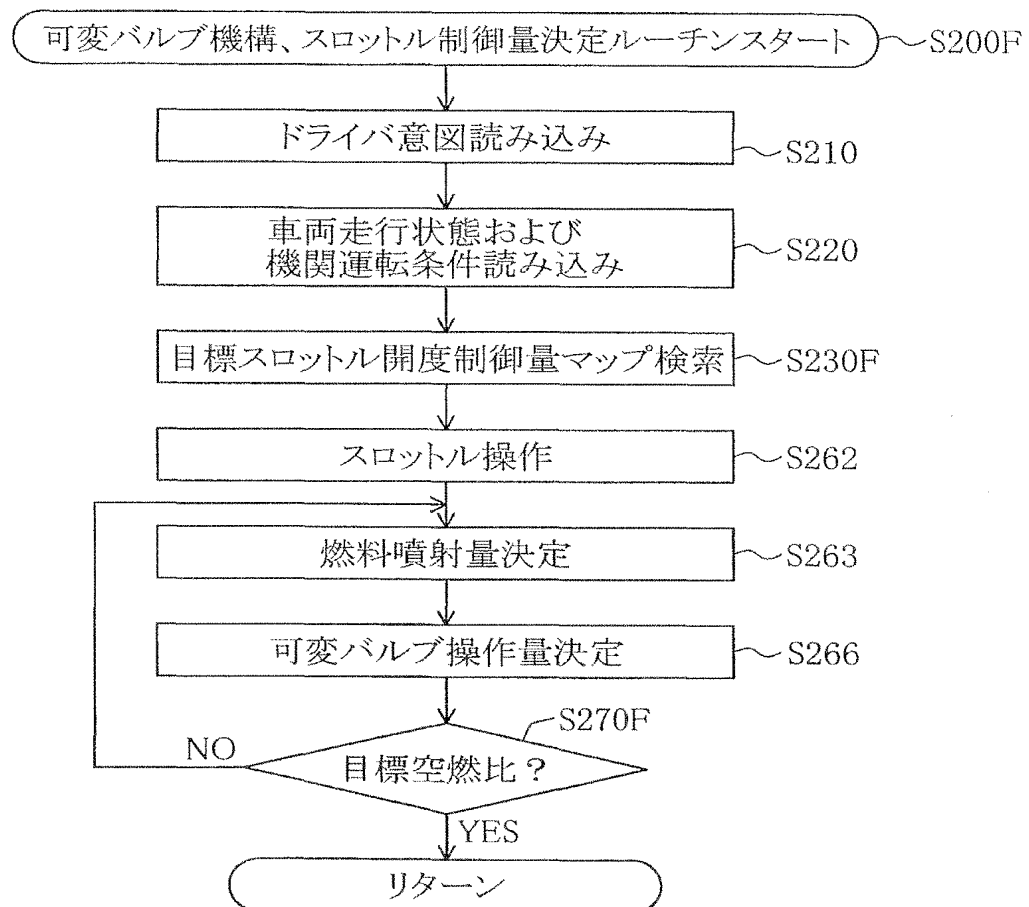 可変バルブ機構、スロットル制御量決定ルーチンスタート
S200F
ドライバ意図読み込み
S210
車両走行状態および
機関運転条件読み込み
S220
目標スロットル開度制御量マップ検索
S230F
スロットル操作
S262
燃料噴射量決定
S263
可変バルブ操作量決定
S266
S270F
NO
目標空燃比？
YES
リターン